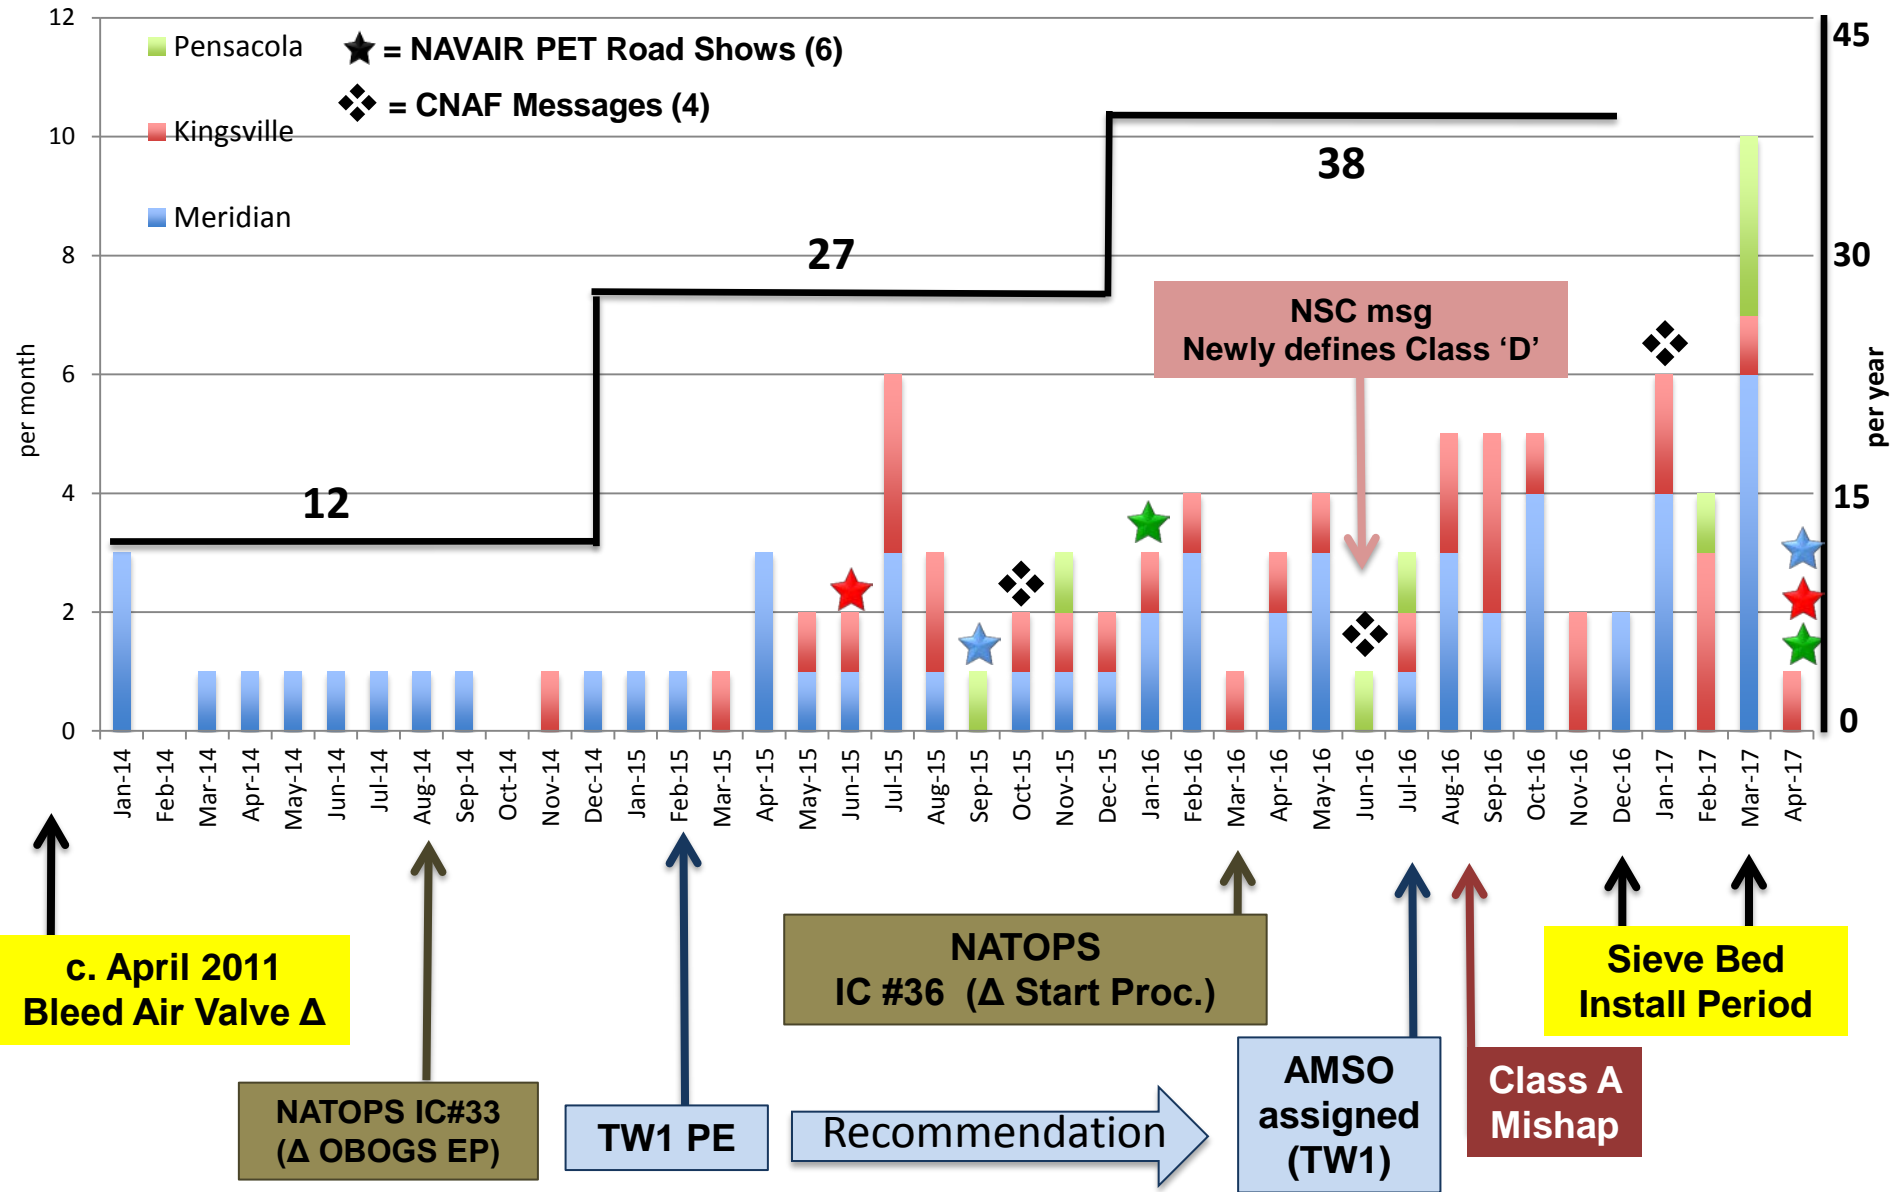 12
10
8
6
4
2
0
per month
Pensacola
Kingsville
Meridian
= NAVAIR PET Road Shows (6)
= CNAF Messages (4)
12
27
38
NSC msg
Newly defines Class ‘D’
45
30
15
0
per year
Jan-14
Feb-14
Mar-14
Apr-14
May-14
Jun-14
Jul-14
Aug-14
Sep-14
Oct-14
Nov-14
Dec-14
Jan-15
Feb-15
Mar-15
Apr-15
May-15
Jun-15
Jul-15
Aug-15
Sep-15
Oct-15
Nov-15
Dec-15
Jan-16
Feb-16
Mar-16
Apr-16
May-16
Jun-16
Jul-16
Aug-16
Sep-16
Oct-16
Nov-16
Dec-16
Jan-17
Feb-17
Mar-17
Apr-17
c. April 2011
Bleed Air Valve Δ
NATOPS IC#33
(Δ OBOGS EP)
TW1 PE
NATOPS
IC #36 (Δ Start Proc.)
Recommendation
AMSO
assigned
(TW1)
Class A
Mishap
Sieve Bed
Install Period